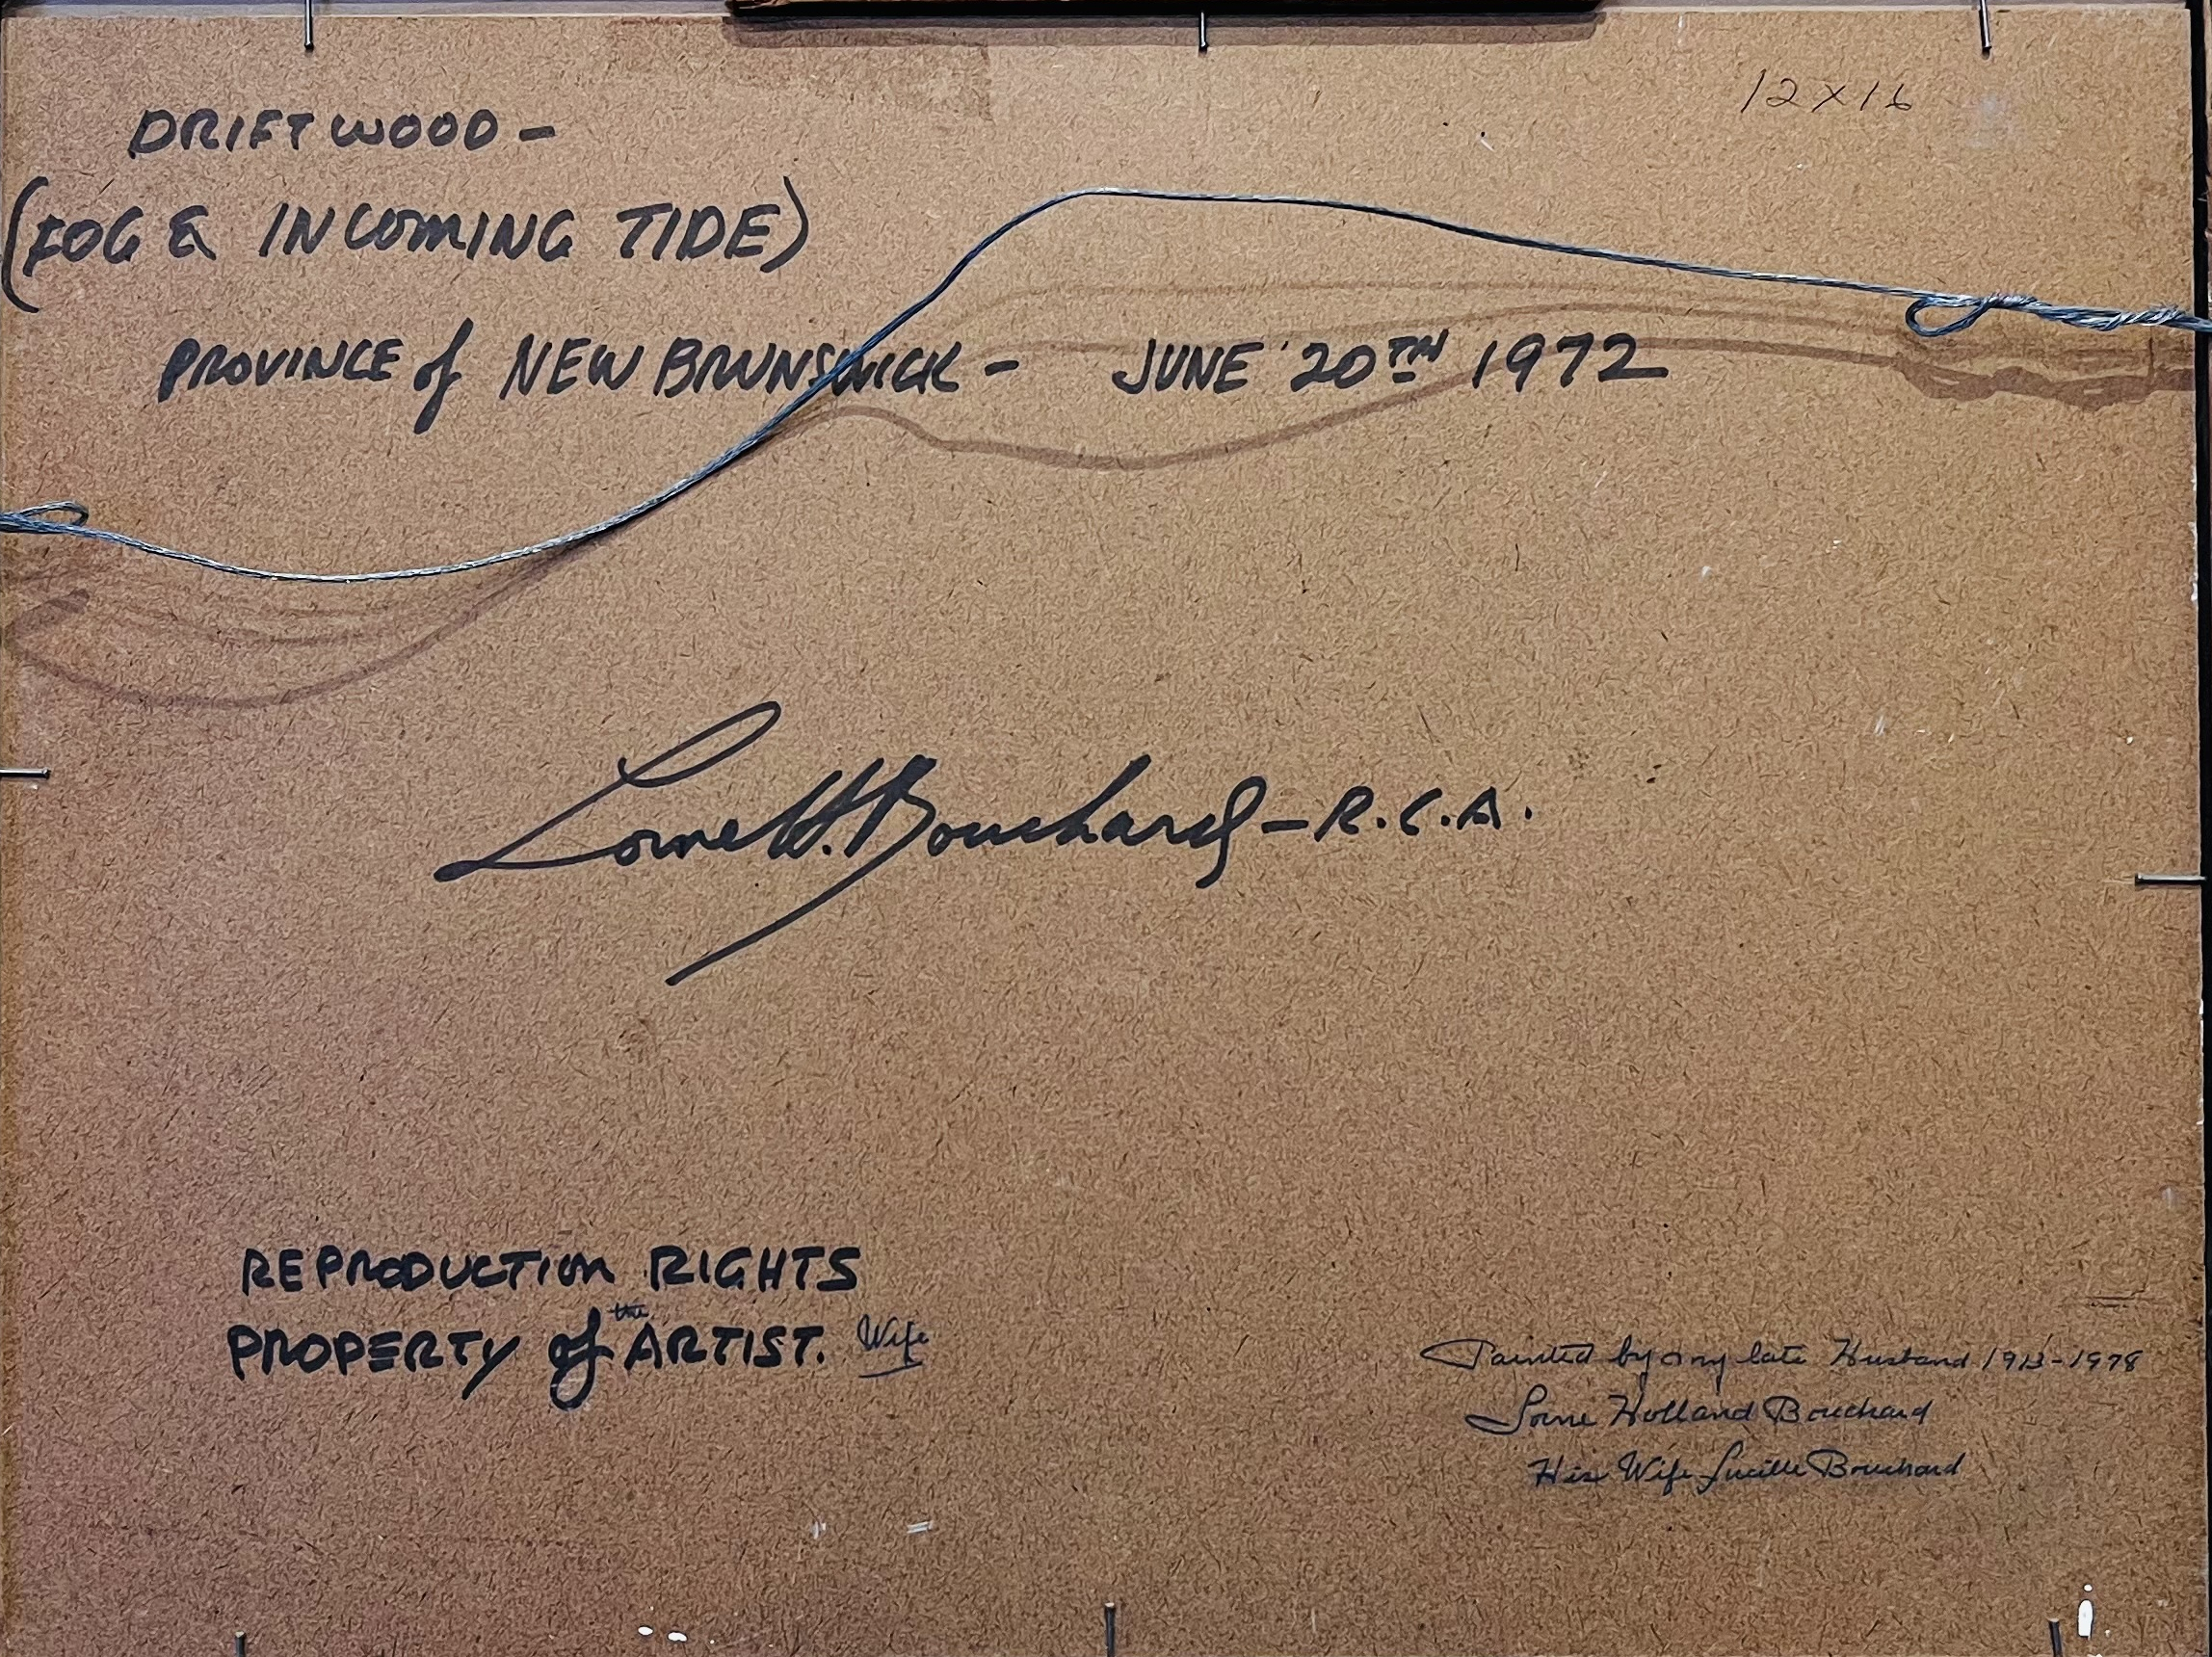 12X16
DRIFTWOOD -
(FOG & INCOMING TIDE)
PROVINCE of NEW BRUNSWICK - JUNE 20TH 1972
Lorne H. Bouchard - R.C.A.
REPRODUCTION RIGHTS
PROPERTY of the ARTIST. Wife
Painted by my late Husband 1913-1978
Lorne Holland Bouchard
His Wife Lucille Bouchard